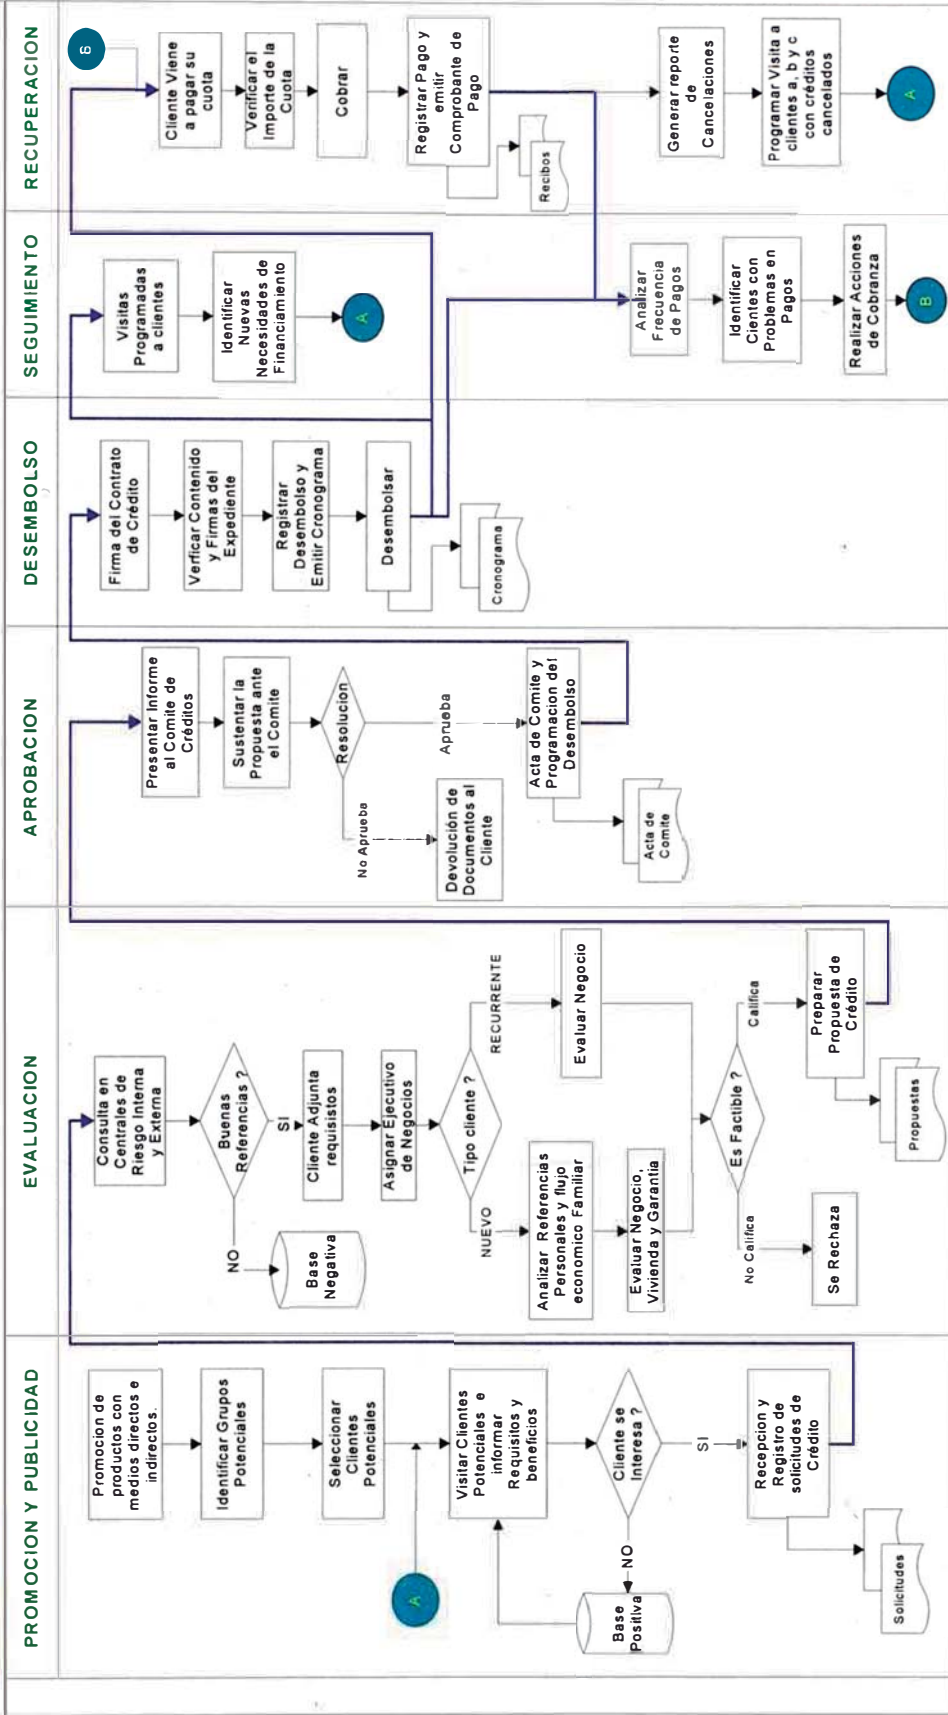 PROMOCION Y PUBLICIDAD
Promocion de
productos con
medios directos e
indirectos.
Identificar Grupos
Potenciales
Seleccionar
Clientes
Potenciales
A
Visitar Clientes
Potenciales e
informar
Requisitos y
beneficios
Cliente se
Interesa ?
NO
Base
Positiva
SI
Recepcion y
Registro de
solicitudes de
Crédito
Solicitudes
EVALUACION
Consulta en
Centrales de
Riesgo Interna
y Externa
Buenas
Referencias ?
NO
Base
Negativa
SI
Cliente Adjunta
requisistos
Asignar Ejecutivo
de Negocios
Tipo cliente ?
NUEVO
RECURRENTE
Analizar Referencias
Personales y flujo
economico Familiar
Evaluar Negocio,
Vivienda y Garantia
Evaluar Negocio
Es Factible ?
No Califica
Califica
Se Rechaza
Preparar
Propuesta de
Crédito
Propuestas
APROBACION
Presentar Informe
al Comite de
Créditos
Sustentar la
Propuesta ante
el Comite
Resolucion
No Aprueba
Aprueba
Devolución de
Documentos al
Cliente
Acta de Comite y
Programacion del
Desembolso
Acta de
Comite
DESEMBOLSO
Firma del Contrato
de Crédito
Verficar Contenido
y Firmas del
Expediente
Registrar
Desembolso y
Emitir Cronograma
Desembolsar
Cronograma
SEGUIMIENTO
Visitas
Programadas
a clientes
Identificar
Nuevas
Necesidades de
Financiamiento
A
Analizar
Frecuencia
de Pagos
Identificar
Cientes con
Problemas en
Pagos
Realizar Acciones
de Cobranza
B
RECUPERACION
B
Cliente Viene
a pagar su
cuota
Verificar el
Importe de la
Cuota
Cobrar
Registrar Pago y
emitir
Comprobante de
Pago
Recibos
Generar reporte
de
Cancelaciones
Programar Visita a
clientes a, b y c
con créditos
cancelados
A